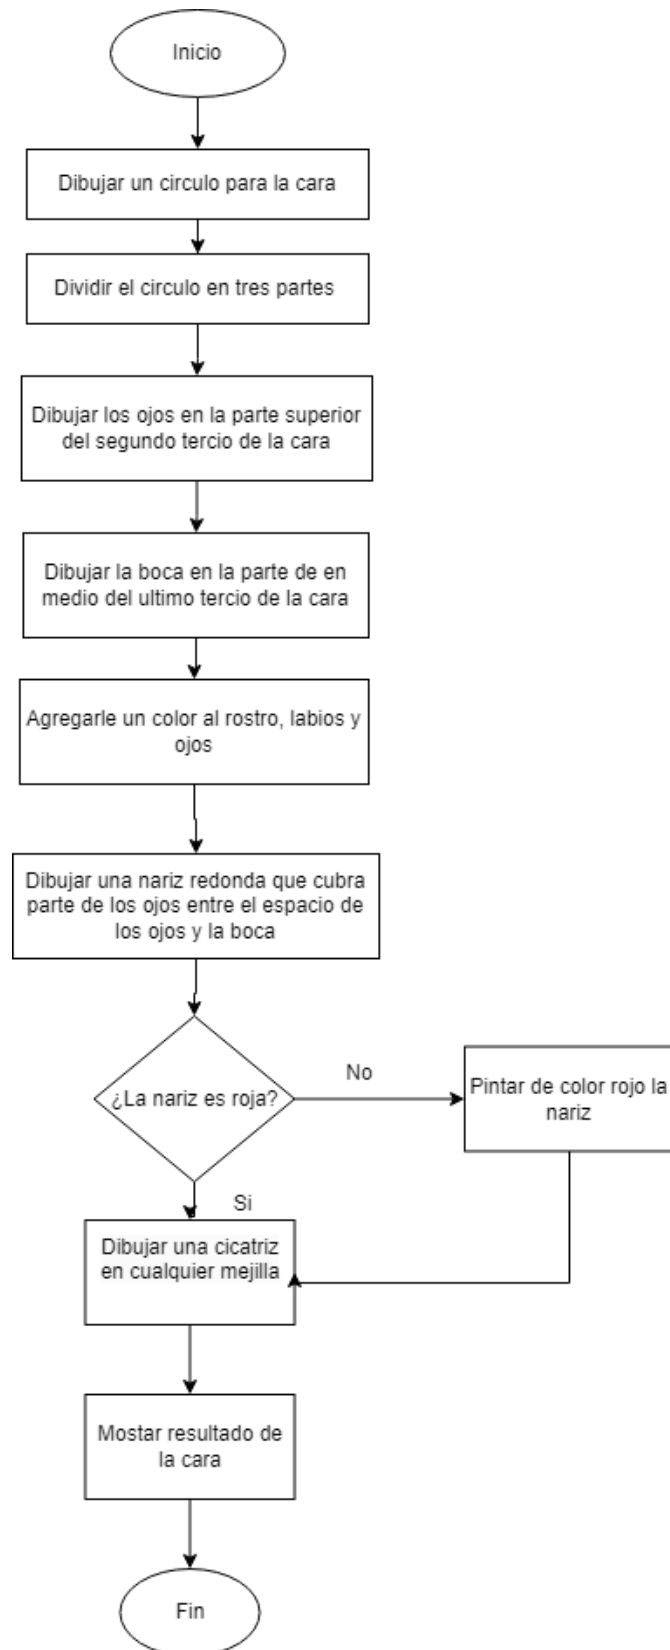 Inicio
Dibujar un circulo para la cara
Dividir el circulo en tres partes
Dibujar los ojos en la parte superior
del segundo tercio de la cara
Dibujar la boca en la parte de en
medio del ultimo tercio de la cara
Agregarle un color al rostro, labios y
ojos
Dibujar una nariz redonda que cubra
parte de los ojos entre el espacio de
los ojos y la boca
¿La nariz es roja?
No
Pintar de color rojo la
nariz
Si
Dibujar una cicatriz
en cualquier mejilla
Mostar resultado de
la cara
Fin